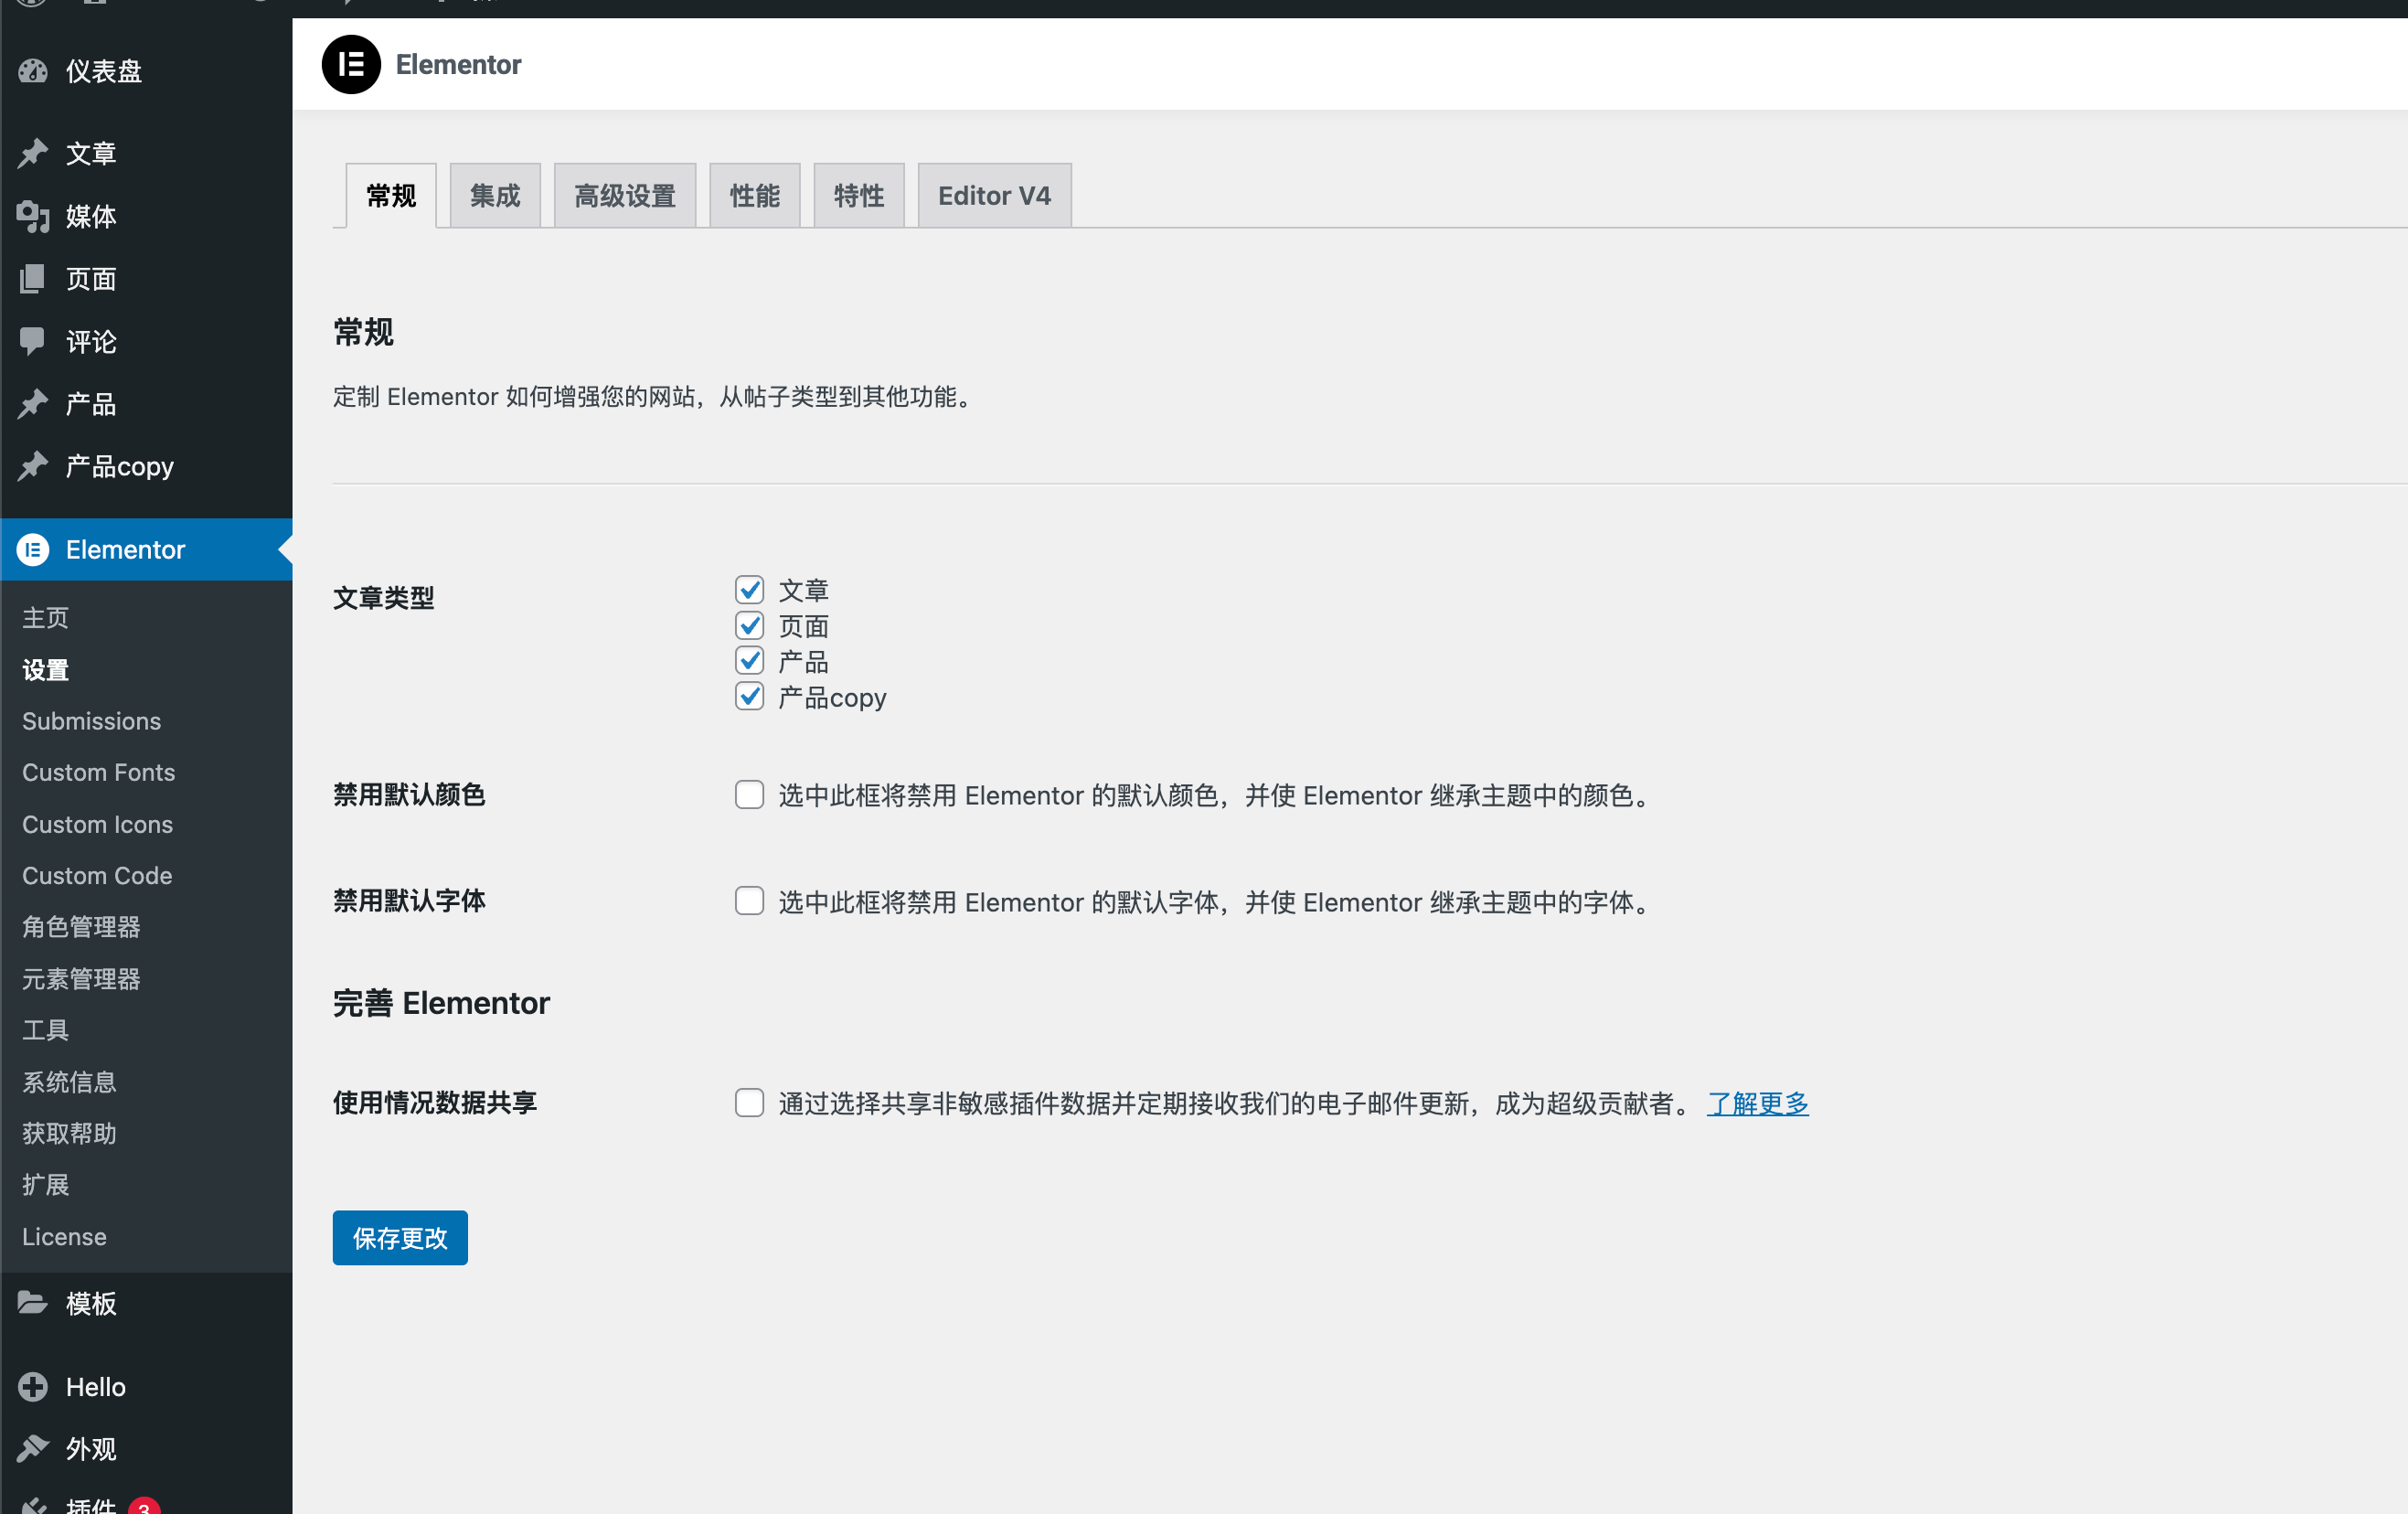 仪表盘
文章
媒体
页面
评论
产品
产品copy
Elementor
主页
设置
Submissions
Custom Fonts
Custom Icons
Custom Code
角色管理器
元素管理器
工具
系统信息
获取帮助
扩展
License
模板
Hello
外观
插件 3
Elementor
常规 集成 高级设置 性能 特性 Editor V4
常规
定制 Elementor 如何增强您的网站，从帖子类型到其他功能。
文章类型
文章
页面
产品
产品copy
禁用默认颜色 选中此框将禁用 Elementor 的默认颜色，并使 Elementor 继承主题中的颜色。
禁用默认字体 选中此框将禁用 Elementor 的默认字体，并使 Elementor 继承主题中的字体。
完善 Elementor
使用情况数据共享 通过选择共享非敏感插件数据并定期接收我们的电子邮件更新，成为超级贡献者。 了解更多
保存更改